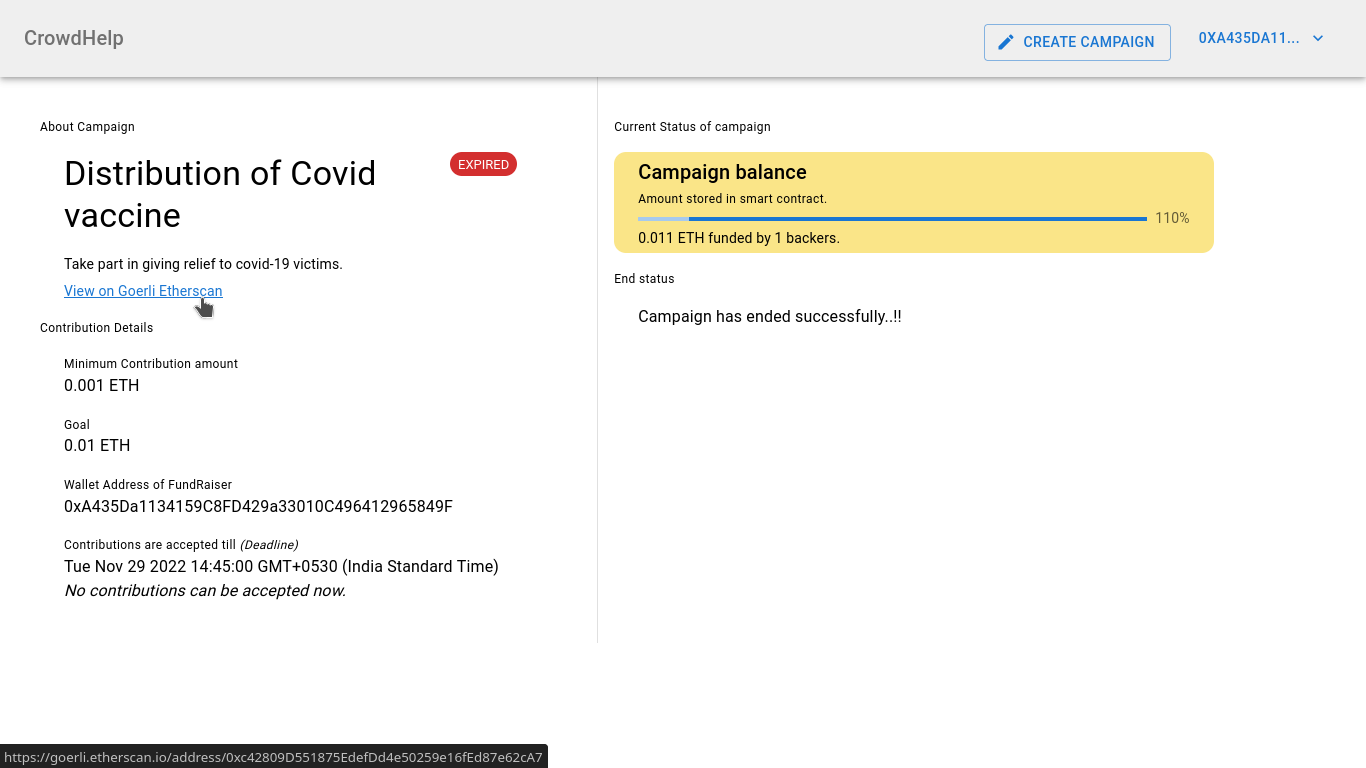 CrowdHelp
CREATE CAMPAIGN
0XA435DA11...
About Campaign
Distribution of Covid
vaccine
EXPIRED
Take part in giving relief to covid-19 victims.
View on Goerli Etherscan
Contribution Details
Minimum Contribution amount
0.001 ETH
Goal
0.01 ETH
Wallet Address of FundRaiser
0xA435Da1134159C8FD429a33010C496412965849F
Contributions are accepted till (Deadline)
Tue Nov 29 2022 14:45:00 GMT+0530 (India Standard Time)
No contributions can be accepted now.
Current Status of campaign
Campaign balance
Amount stored in smart contract.
110%
0.011 ETH funded by 1 backers.
End status
Campaign has ended successfully..!!
https://goerli.etherscan.io/address/0xc42809D551875EdefDd4e50259e16fEd87e62cA7